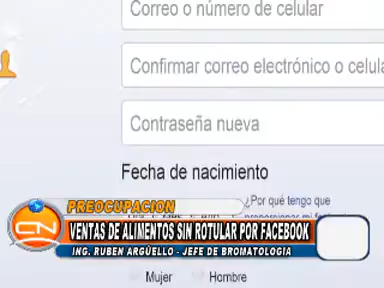 Correo o número de celular
Confirmar correo electrónico o celula
Contraseña nueva
Fecha de nacimiento
¿Por qué tengo que
PREOCUPACION
CN
VENTAS DE ALIMENTOS SIN ROTULAR POR FACEBOOK
ING. RUBEN ARGÜELLO - JEFE DE BROMATOLOGIA
Mujer
Hombre